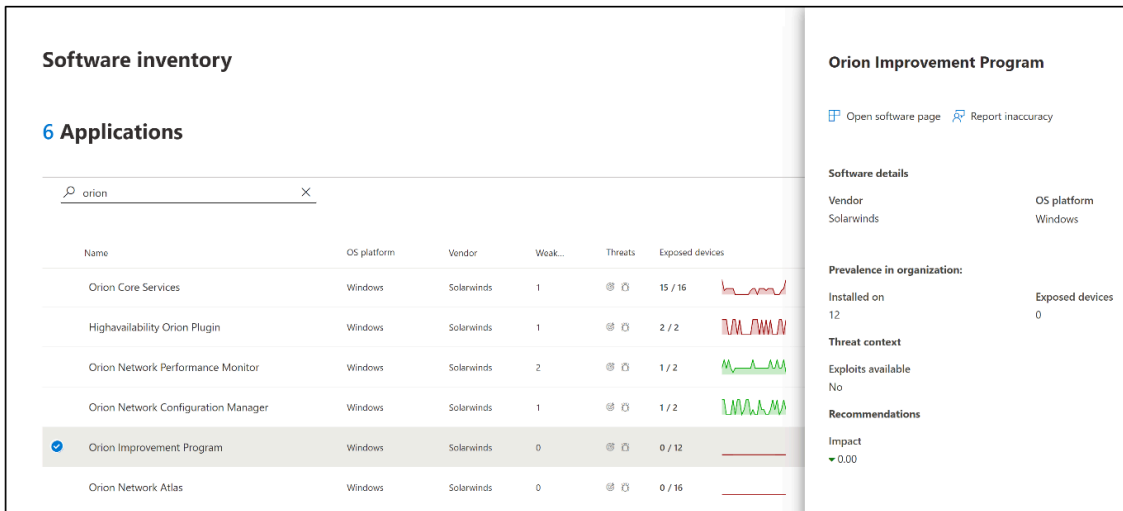 Software inventory
6 Applications
orion
Name OS platform Vendor Weak... Threats Exposed devices
Orion Core Services Windows Solarwinds 1 15 / 16
Highavailability Orion Plugin Windows Solarwinds 1 2 / 2
Orion Network Performance Monitor Windows Solarwinds 2 1 / 2
Orion Network Configuration Manager Windows Solarwinds 1 1 / 2
Orion Improvement Program Windows Solarwinds 0 0 / 12
Orion Network Atlas Windows Solarwinds 0 0 / 16
Orion Improvement Program
Open software page Report inaccuracy
Software details
Vendor OS platform
Solarwinds Windows
Prevalence in organization:
Installed on Exposed devices
12 0
Threat context
Exploits available
No
Recommendations
Impact
0.00